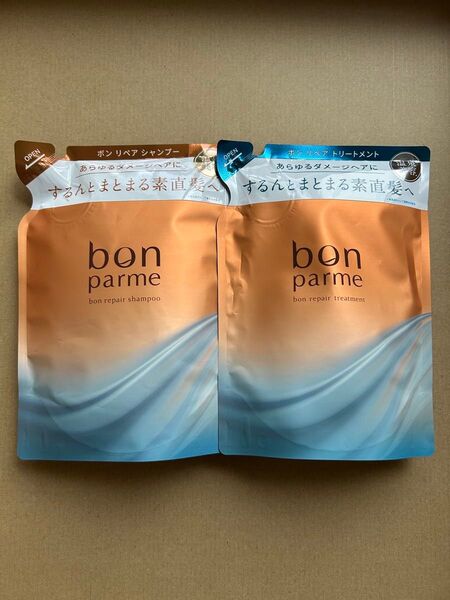 OPEN
ボン リペア シャンプー
あらゆるダメージヘアに
するんとまとまる素直髪へ
bon
parme
bon repair shampoo
OPEN
ボン リペア トリートメント
あらゆるダメージヘアに
するんとまとまる素直髪へ
bon
parme
bon repair treatment